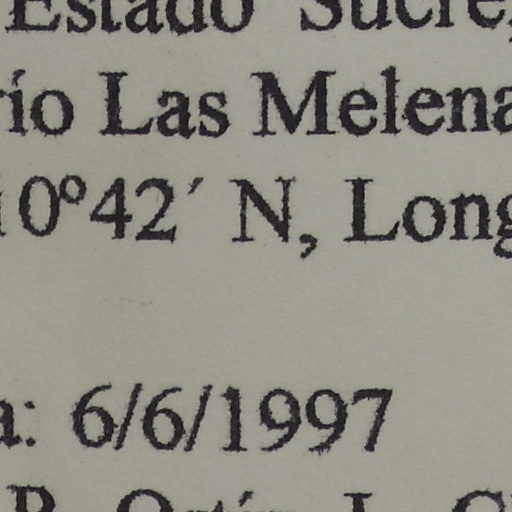 Estado Sucre,
río Las Melena
10°42´ N, Long
a: 6/6/1997